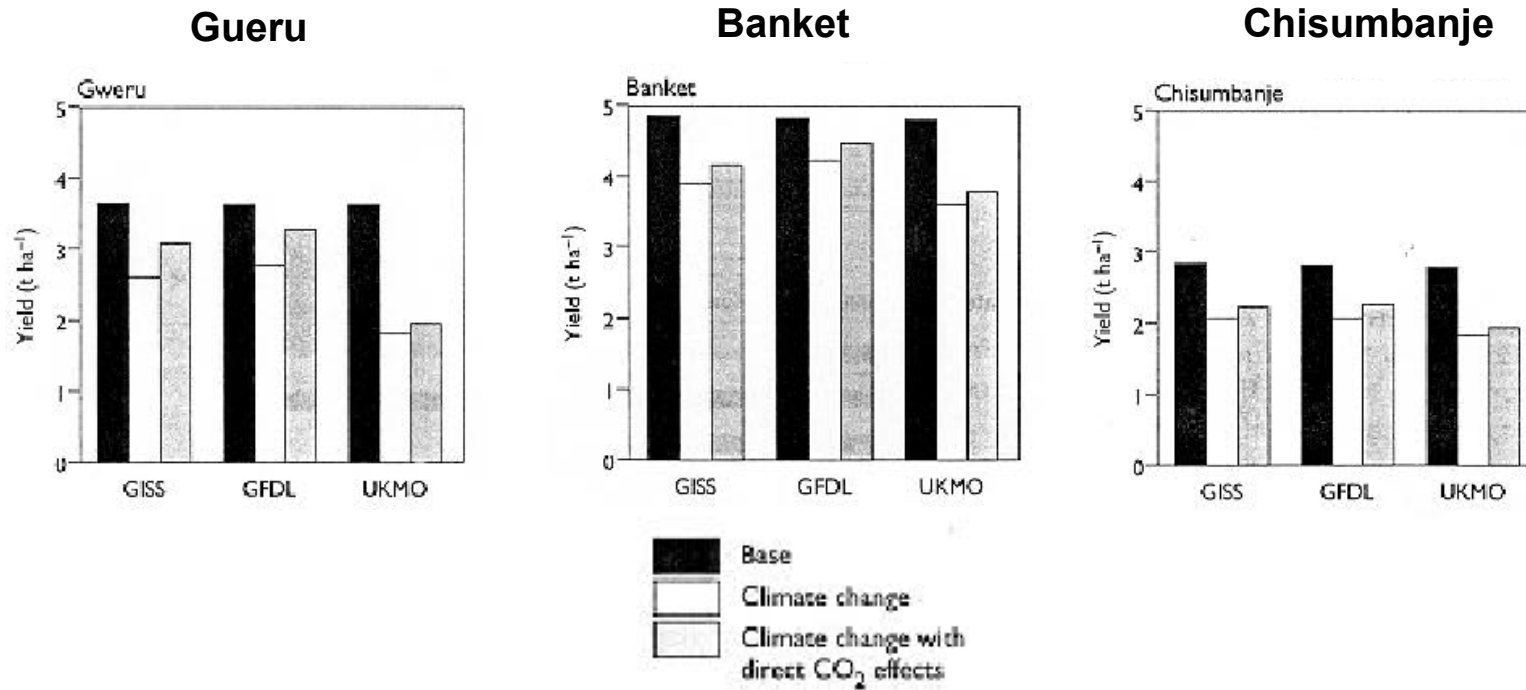 Gueru
Banket
Chisumbanje
Gweru
5
4
3
2
1
0
Yield (t ha⁻¹)
GISS GFDL UKMO
Banket
5
4
3
2
1
0
Yield (t ha⁻¹)
GISS GFDL UKMO
Chisumbanje
5
4
3
2
1
0
Yield (t ha⁻¹)
GISS GFDL UKMO
Base
Climate change
Climate change with
direct CO₂ effects